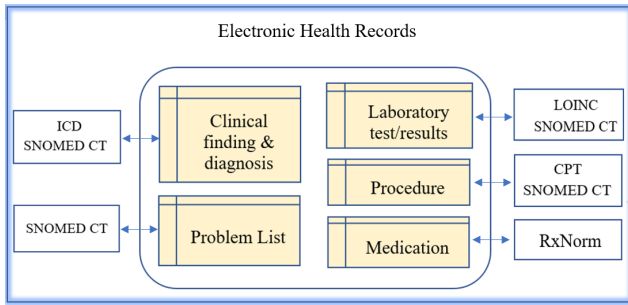 Electronic Health Records
ICD
SNOMED CT
Clinical
finding &
diagnosis
Laboratory
test/results
LOINC
SNOMED CT
Procedure
CPT
SNOMED CT
SNOMED CT
Problem List
Medication
RxNorm